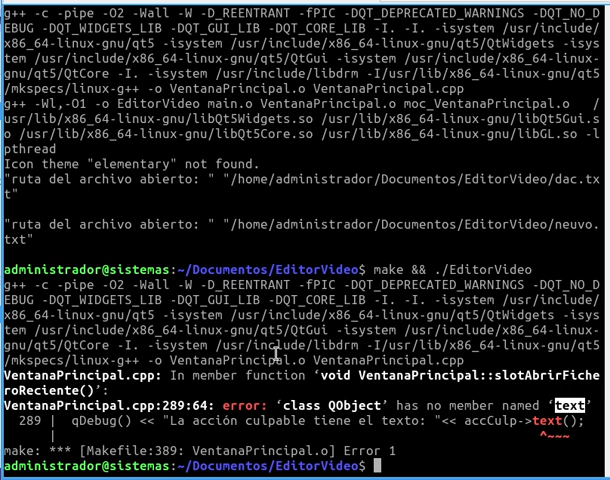 g++ -c -pipe -O2 -Wall -W -D_REENTRANT -fPIC -DQT_DEPRECATED_WARNINGS -DQT_NO_D
EBUG -DQT_WIDGETS_LIB -DQT_GUI_LIB -DQT_CORE_LIB -I. -I. -isystem /usr/include/
x86_64-linux-gnu/qt5 -isystem /usr/include/x86_64-linux-gnu/qt5/QtWidgets -isys
tem /usr/include/x86_64-linux-gnu/qt5/QtGui -isystem /usr/include/x86_64-linux-
gnu/qt5/QtCore -I. -isystem /usr/include/libdrm -I/usr/lib/x86_64-linux-gnu/qt5
/mkspecs/linux-g++ -o VentanaPrincipal.o VentanaPrincipal.cpp
g++ -Wl,-O1 -o EditorVideo main.o VentanaPrincipal.o moc_VentanaPrincipal.o   /
usr/lib/x86_64-linux-gnu/libQt5Widgets.so /usr/lib/x86_64-linux-gnu/libQt5Gui.s
o /usr/lib/x86_64-linux-gnu/libQt5Core.so /usr/lib/x86_64-linux-gnu/libGL.so -l
pthread
Icon theme "elementary" not found.
"ruta del archivo abierto: " "/home/administrador/Documentos/EditorVideo/dac.tx
t"
"ruta del archivo abierto: " "/home/administrador/Documentos/EditorVideo/neuvo.
txt"
administrador@sistemas:~/Documentos/EditorVideo$ make && ./EditorVideo
g++ -c -pipe -O2 -Wall -W -D_REENTRANT -fPIC -DQT_DEPRECATED_WARNINGS -DQT_NO_D
EBUG -DQT_WIDGETS_LIB -DQT_GUI_LIB -DQT_CORE_LIB -I. -I. -isystem /usr/include/
x86_64-linux-gnu/qt5 -isystem /usr/include/x86_64-linux-gnu/qt5/QtWidgets -isys
tem /usr/include/x86_64-linux-gnu/qt5/QtGui -isystem /usr/include/x86_64-linux-
gnu/qt5/QtCore -I. -isystem /usr/include/libdrm -I/usr/lib/x86_64-linux-gnu/qt5
/mkspecs/linux-g++ -o VentanaPrincipal.o VentanaPrincipal.cpp
VentanaPrincipal.cpp: In member function ‘void VentanaPrincipal::slotAbrirFiche
roReciente()’:
VentanaPrincipal.cpp:289:64: error: ‘class QObject’ has no member named ‘text’
289 |  qDebug() << "La acción culpable tiene el texto: "<< accCulp->text();
|                                                                ^~~~
make: *** [Makefile:389: VentanaPrincipal.o] Error 1
administrador@sistemas:~/Documentos/EditorVideo$